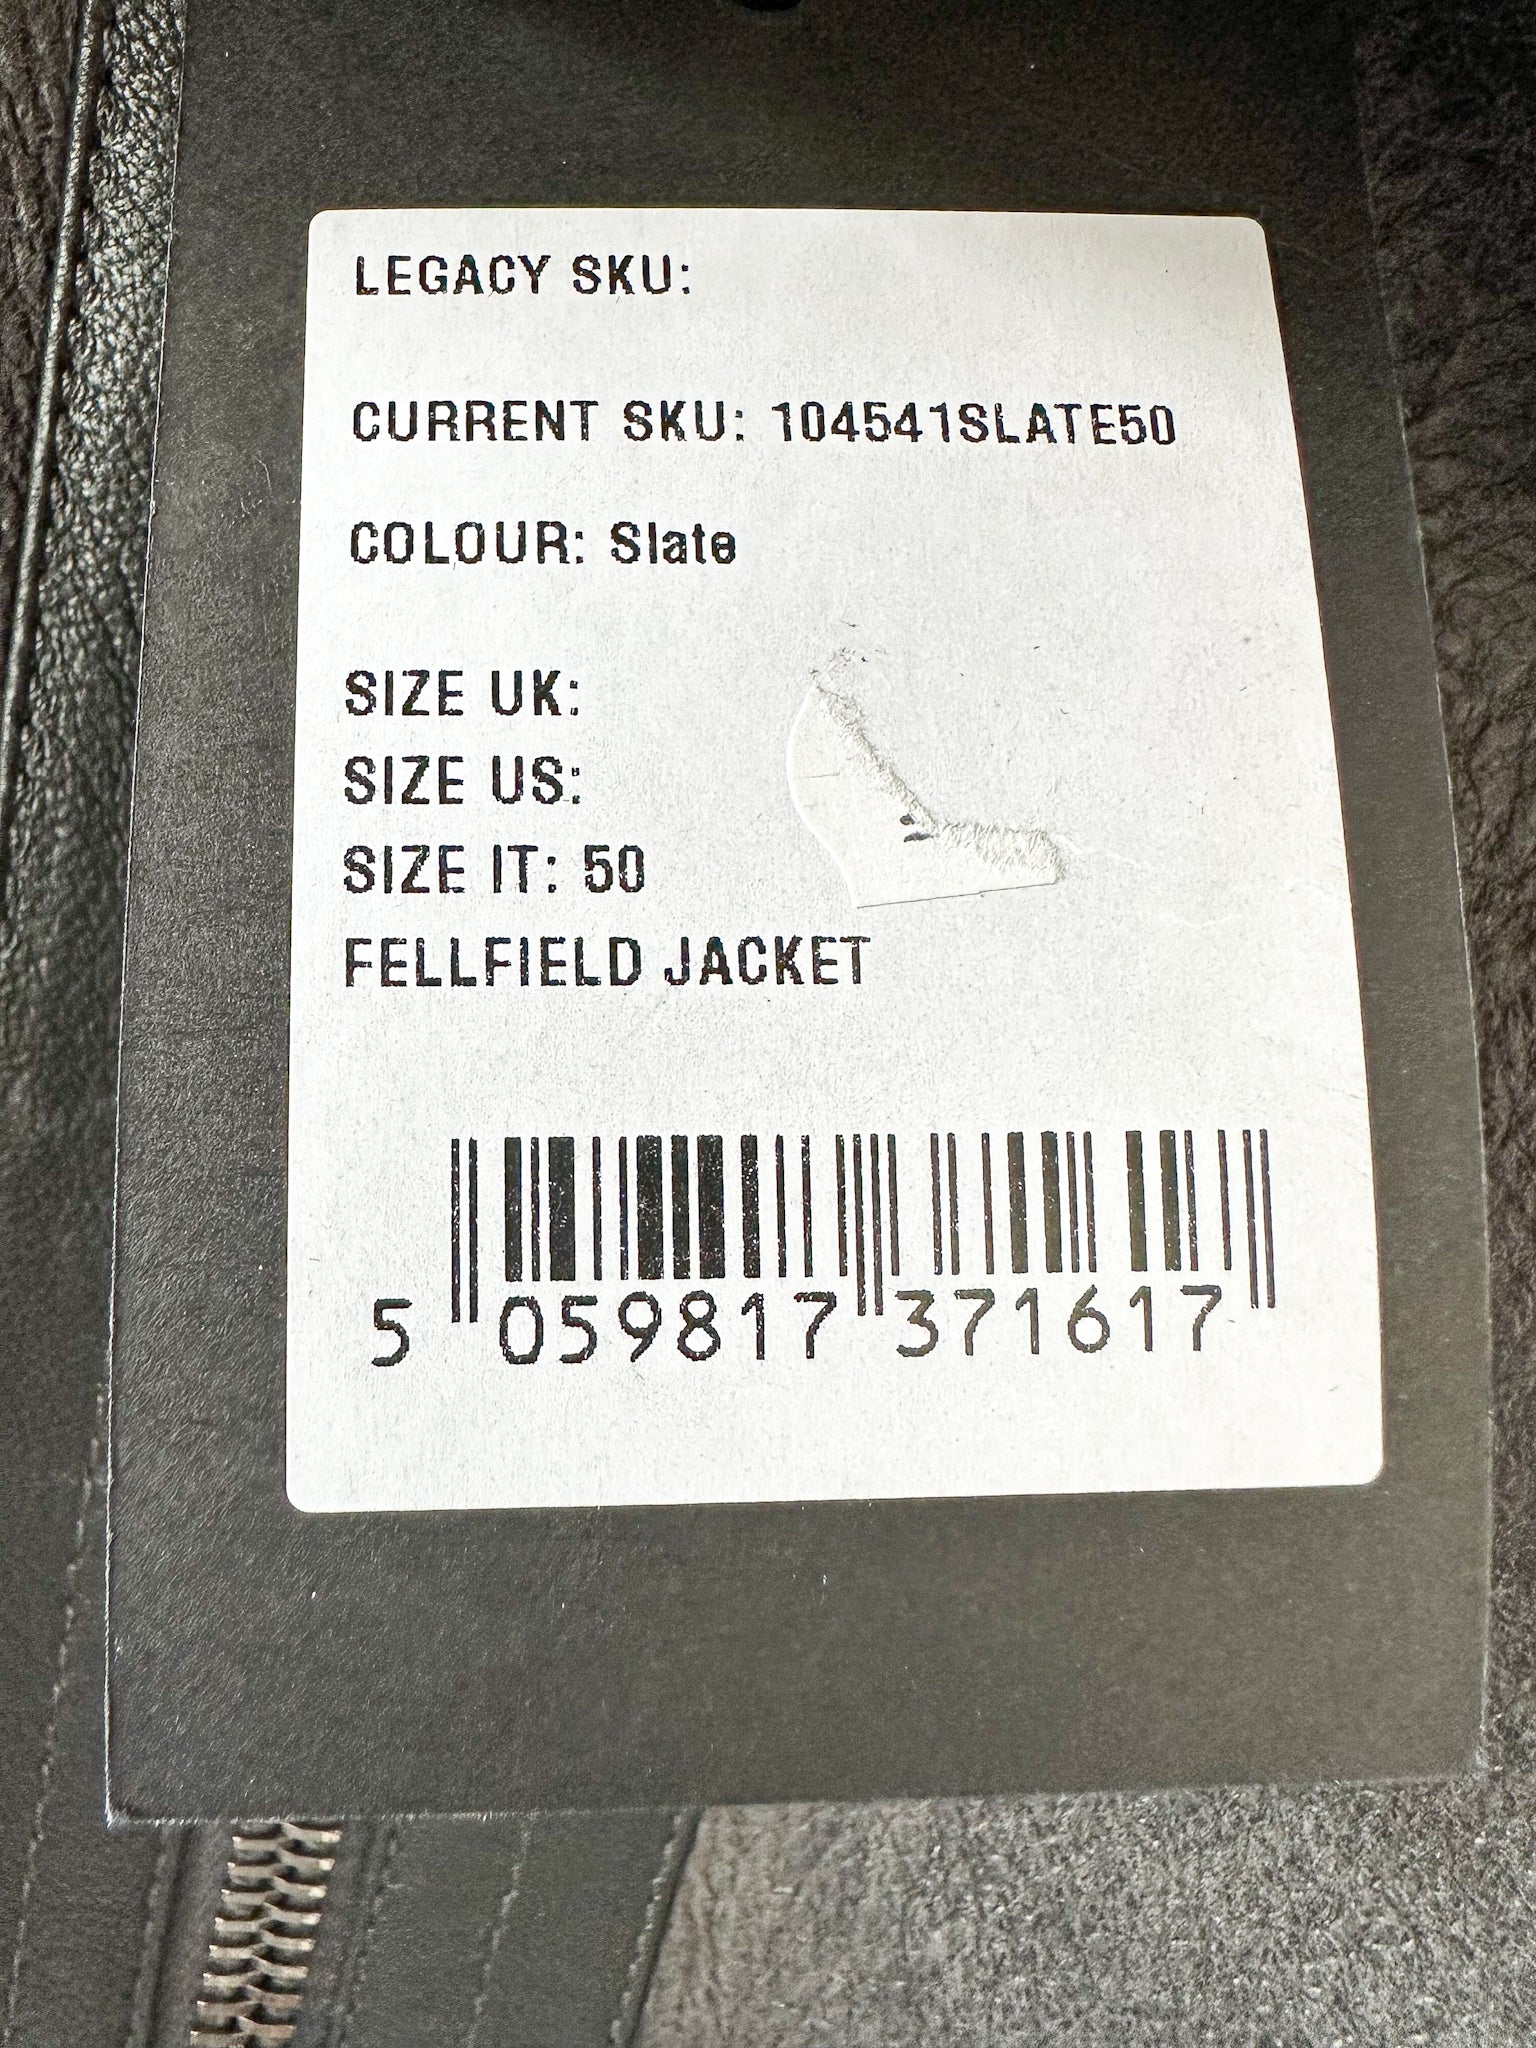 LEGACY SKU:
CURRENT SKU: 104541SLATE50
COLOUR: Slate
SIZE UK:
SIZE US:
SIZE IT: 50
FELLFIELD JACKET
5 059817 371617